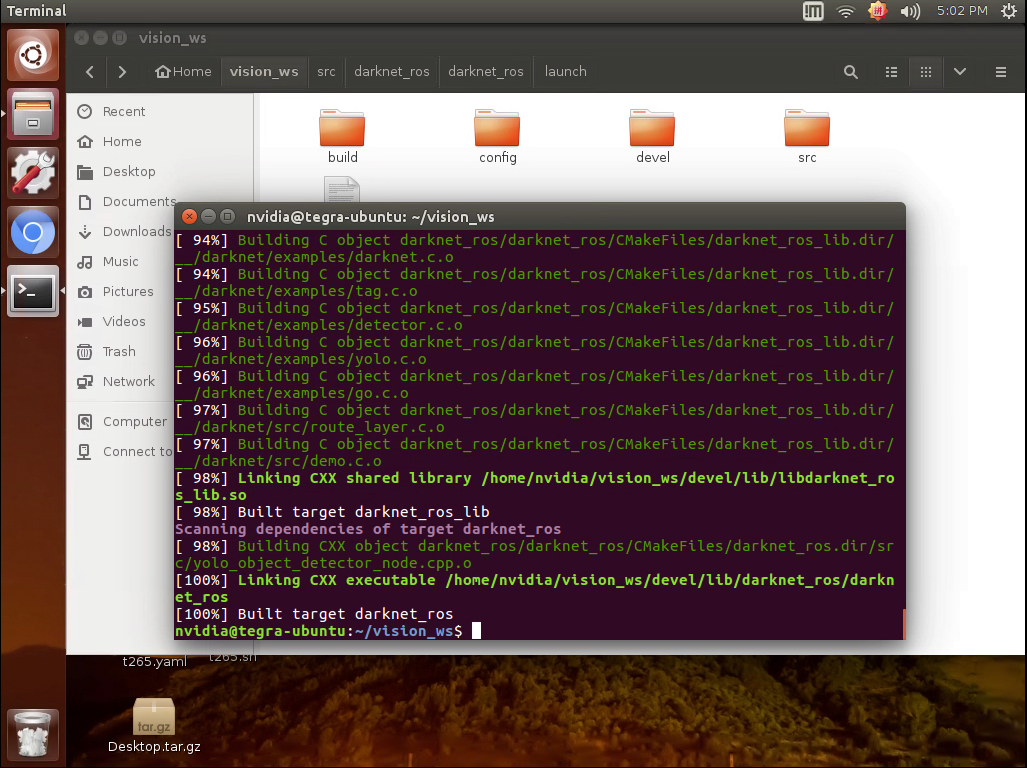 Terminal
5:02 PM
vision_ws
Home
vision_ws
src
darknet_ros
darknet_ros
launch
Recent
Home
Desktop
Documents
Downloads
Music
Pictures
Videos
Trash
Network
Computer
Connect to
build
config
devel
src
nvidia@tegra-ubuntu: ~/vision_ws
[ 94%] Building C object darknet_ros/darknet_ros/CMakeFiles/darknet_ros_lib.dir/
__/darknet/examples/darknet.c.o
[ 94%] Building C object darknet_ros/darknet_ros/CMakeFiles/darknet_ros_lib.dir/
__/darknet/examples/tag.c.o
[ 95%] Building C object darknet_ros/darknet_ros/CMakeFiles/darknet_ros_lib.dir/
__/darknet/examples/detector.c.o
[ 96%] Building C object darknet_ros/darknet_ros/CMakeFiles/darknet_ros_lib.dir/
__/darknet/examples/yolo.c.o
[ 96%] Building C object darknet_ros/darknet_ros/CMakeFiles/darknet_ros_lib.dir/
__/darknet/examples/go.c.o
[ 97%] Building C object darknet_ros/darknet_ros/CMakeFiles/darknet_ros_lib.dir/
__/darknet/src/route_layer.c.o
[ 97%] Building C object darknet_ros/darknet_ros/CMakeFiles/darknet_ros_lib.dir/
__/darknet/src/demo.c.o
[ 98%] Linking CXX shared library /home/nvidia/vision_ws/devel/lib/libdarknet_ro
s_lib.so
[ 98%] Built target darknet_ros_lib
Scanning dependencies of target darknet_ros
[ 98%] Building CXX object darknet_ros/darknet_ros/CMakeFiles/darknet_ros.dir/sr
c/yolo_object_detector_node.cpp.o
[100%] Linking CXX executable /home/nvidia/vision_ws/devel/lib/darknet_ros/darkn
et_ros
[100%] Built target darknet_ros
nvidia@tegra-ubuntu:~/vision_ws$
t265.yaml
t265.sh
tar.gz
Desktop.tar.gz